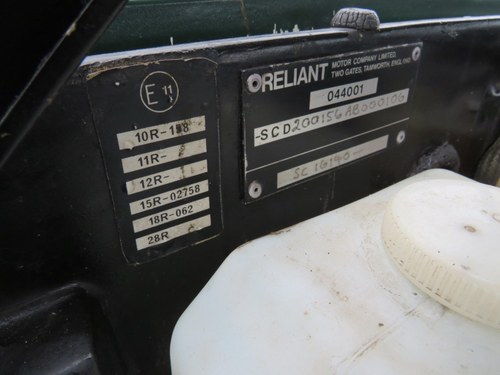 E 11
10R-198
11R-
12R-
15R-02758
18R-062
28R
RELIANT
MOTOR COMPANY LIMITED,
TWO GATES, TAMWORTH, ENGLAND
044001
-SCD200156AB000106
SC 16140-